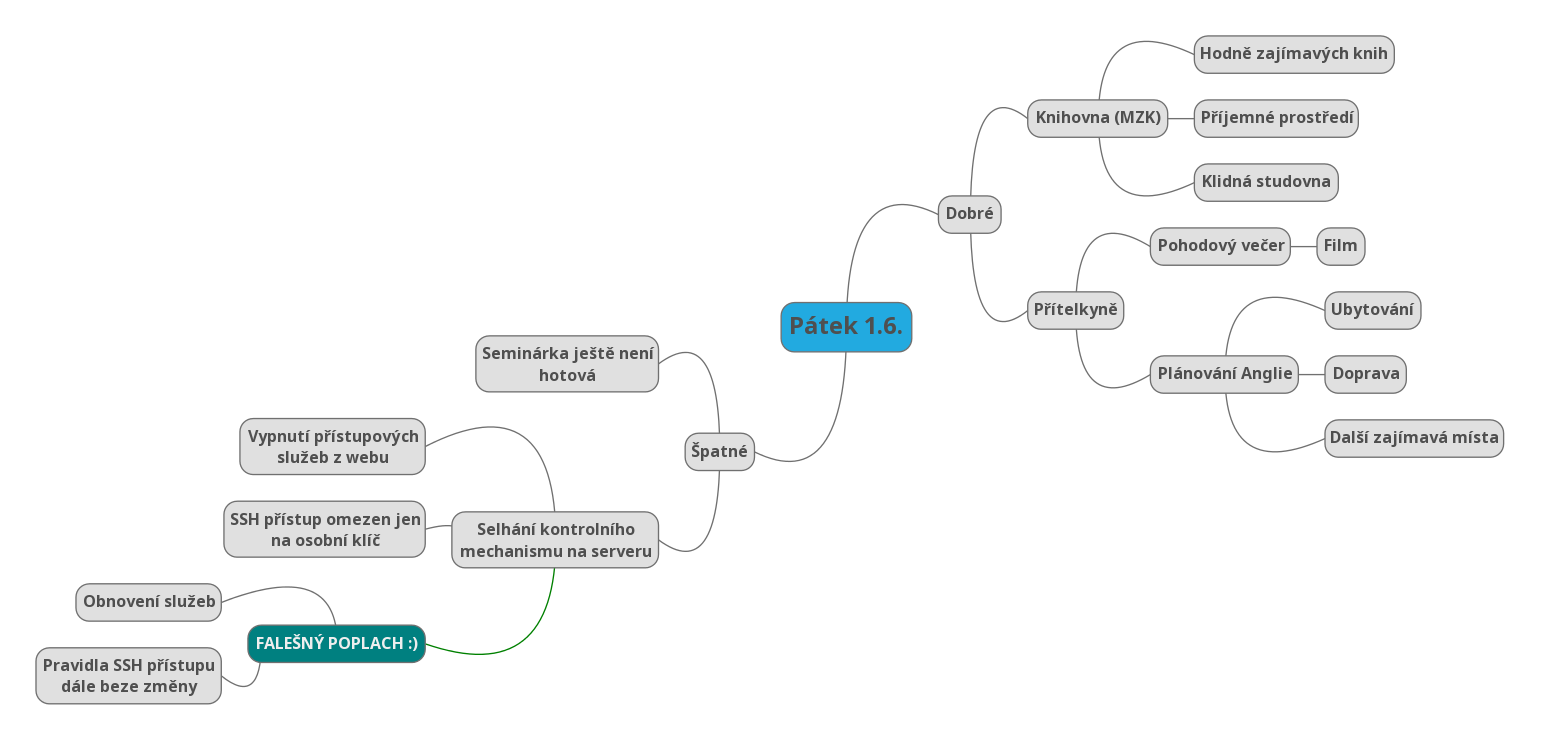 Pátek 1.6.
Dobré
Knihovna (MZK)
Hodně zajímavých knih
Příjemné prostředí
Klidná studovna
Přítelkyně
Pohodový večer
Film
Plánování Anglie
Ubytování
Doprava
Další zajímavá místa
Špatné
Seminárka ještě není
hotová
Selhání kontrolního
mechanismu na serveru
Vypnutí přístupových
služeb z webu
SSH přístup omezen jen
na osobní klíč
FALEŠNÝ POPLACH :)
Obnovení služeb
Pravidla SSH přístupu
dále beze změny